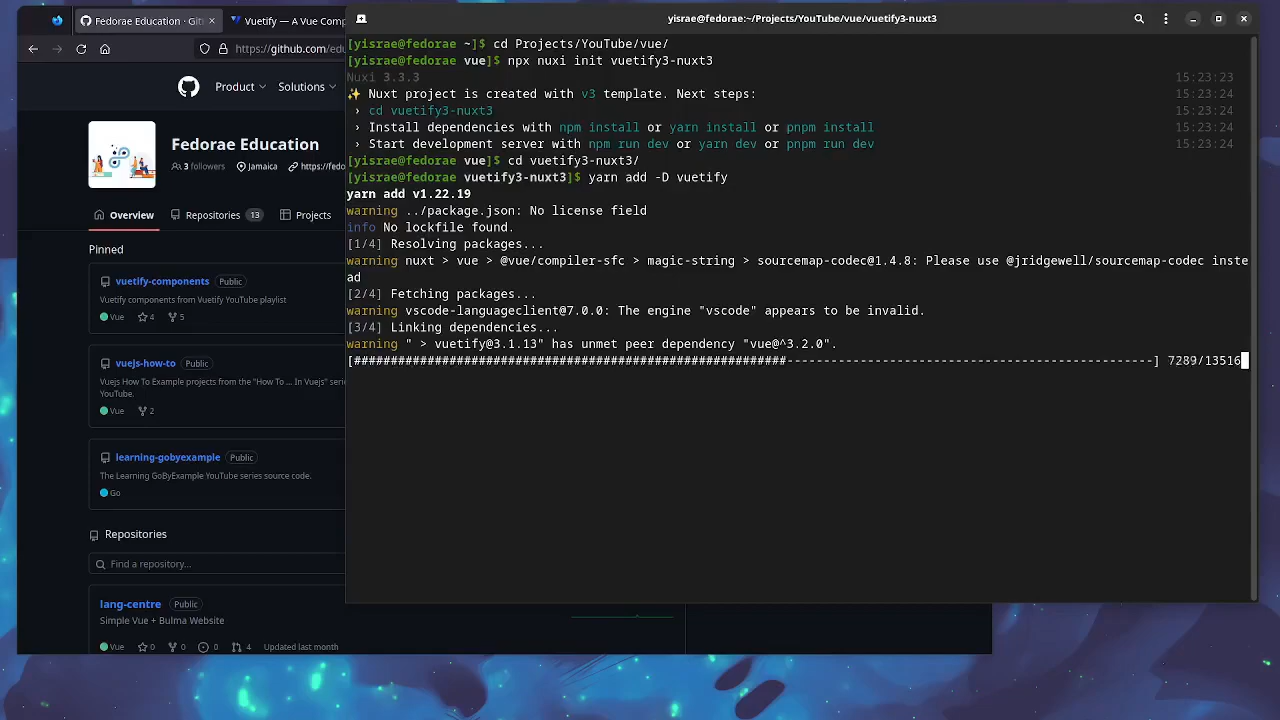 Fedorae Education · Git
Vuetify — A Vue Comp
https://github.com/edu
Product
Solutions
Fedorae Education
3 followers
Jamaica
https://fedo
Overview
Repositories 13
Projects
Pinned
vuetify-components Public
Vuetify components from Vuetify YouTube playlist
Vue 4 5
vuejs-how-to Public
Vuejs How To Example projects from the "How To ... In Vuejs" series
YouTube.
Vue 2
learning-gobyexample Public
The Learning GoByExample YouTube series source code.
Go
Repositories
Find a repository...
lang-centre Public
Simple Vue + Bulma Website
Vue 0 0 0 4 Updated last month
yisrae@fedorae:~/Projects/YouTube/vue/vuetify3-nuxt3
[yisrae@fedorae ~]$ cd Projects/YouTube/vue/
[yisrae@fedorae vue]$ npx nuxi init vuetify3-nuxt3
Nuxi 3.3.3 15:23:23
✨ Nuxt project is created with v3 template. Next steps: 15:23:24
› cd vuetify3-nuxt3 15:23:24
› Install dependencies with npm install or yarn install or pnpm install 15:23:24
› Start development server with npm run dev or yarn dev or pnpm run dev 15:23:24
[yisrae@fedorae vue]$ cd vuetify3-nuxt3/
[yisrae@fedorae vuetify3-nuxt3]$ yarn add -D vuetify
yarn add v1.22.19
warning ../package.json: No license field
info No lockfile found.
[1/4] Resolving packages...
warning nuxt > vue > @vue/compiler-sfc > magic-string > sourcemap-codec@1.4.8: Please use @jridgewell/sourcemap-codec inste
ad
[2/4] Fetching packages...
warning vscode-languageclient@7.0.0: The engine "vscode" appears to be invalid.
[3/4] Linking dependencies...
warning " > vuetify@3.1.13" has unmet peer dependency "vue@^3.2.0".
[###########################################################--------------------------------------------------] 7289/13516